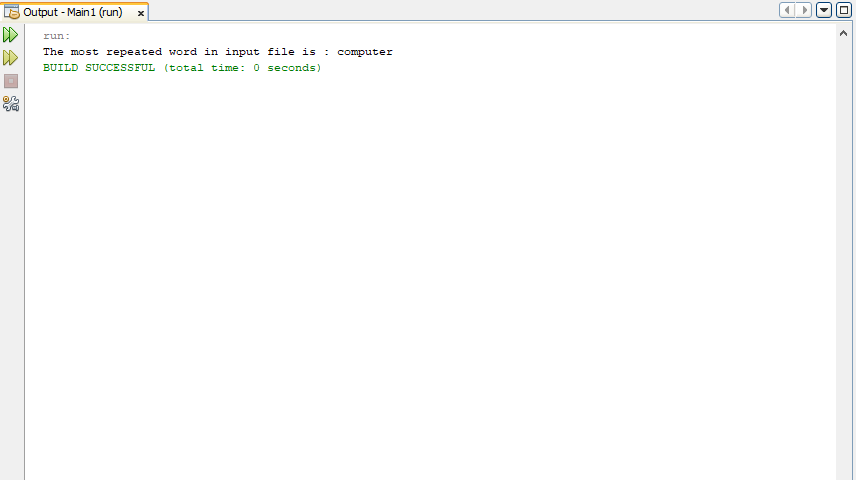 Output - Main1 (run)
run:
The most repeated word in input file is : computer
BUILD SUCCESSFUL (total time: 0 seconds)